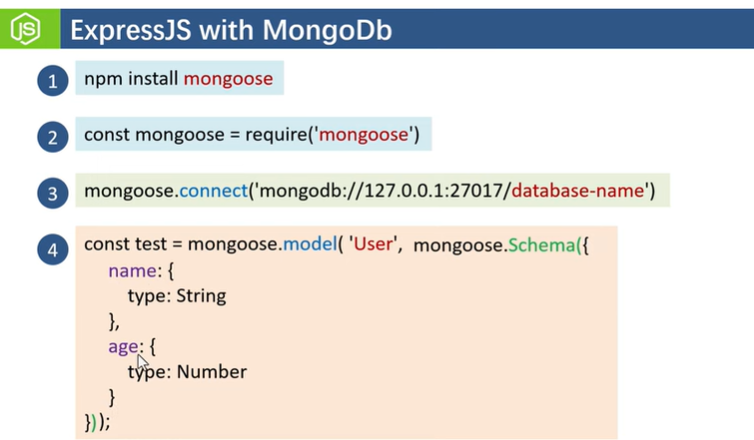 JS
ExpressJS with MongoDb
1
npm install mongoose
2
const mongoose = require('mongoose')
3
mongoose.connect('mongodb://127.0.0.1:27017/database-name')
4
const test = mongoose.model( 'User', mongoose.Schema({
name: {
type: String
},
age: {
type: Number
}
}));